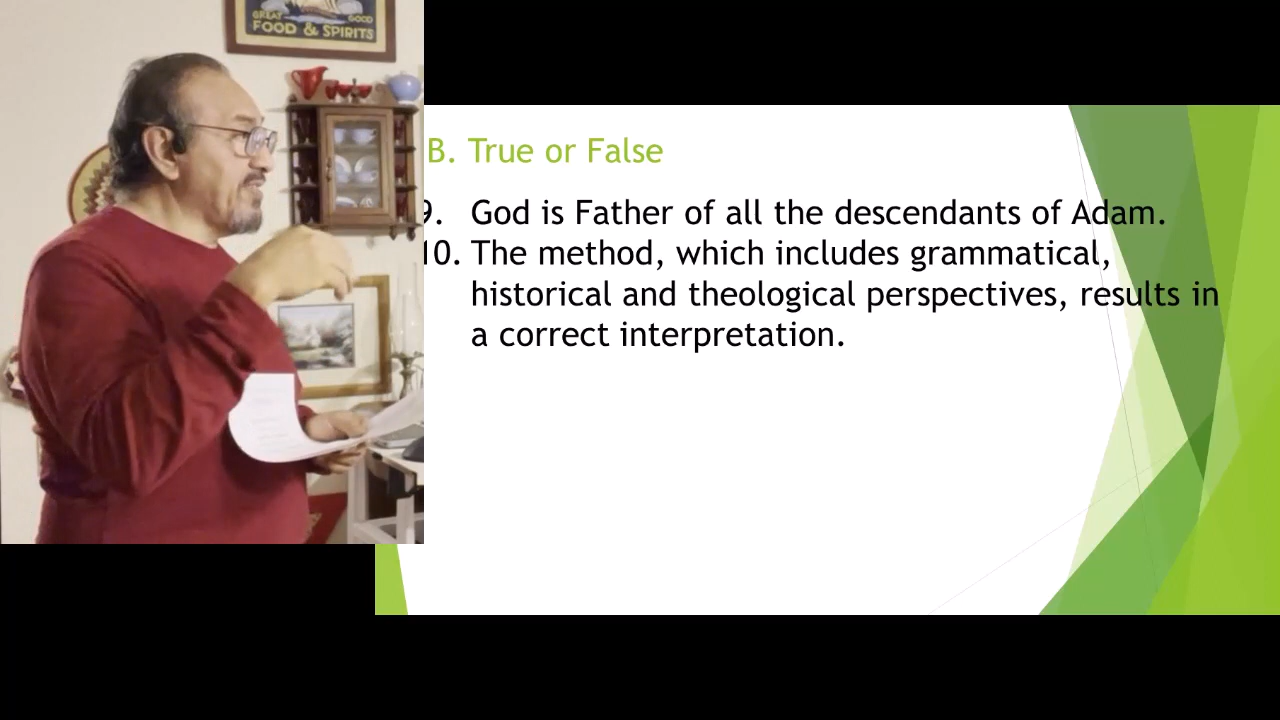 GREAT GOOD
FOOD & SPIRITS
B. True or False
9. God is Father of all the descendants of Adam.
10. The method, which includes grammatical,
historical and theological perspectives, results in
a correct interpretation.